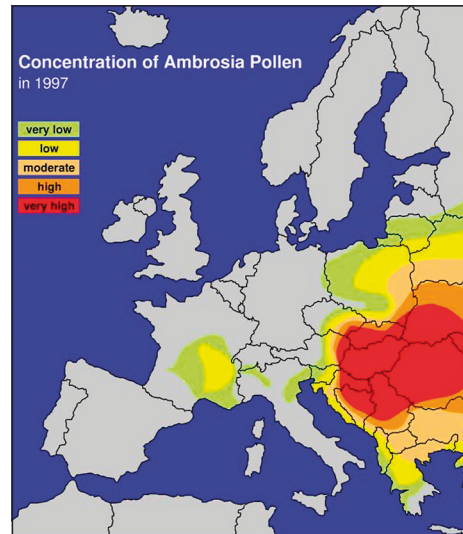 Concentration of Ambrosia Pollen
in 1997
very low
low
moderate
high
very high